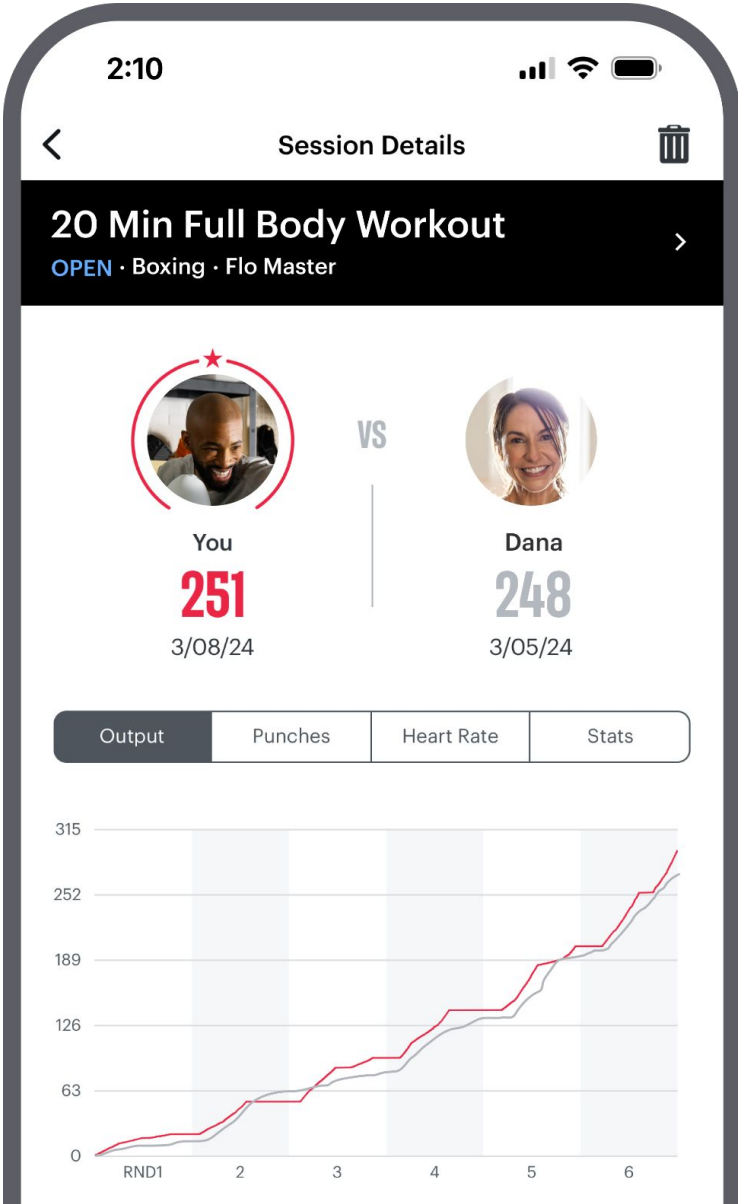 2:10
Session Details
20 Min Full Body Workout
OPEN · Boxing · Flo Master
VS
You
Dana
251
248
3/08/24
3/05/24
Output Punches Heart Rate Stats
315
252
189
126
63
0
RND1 2 3 4 5 6